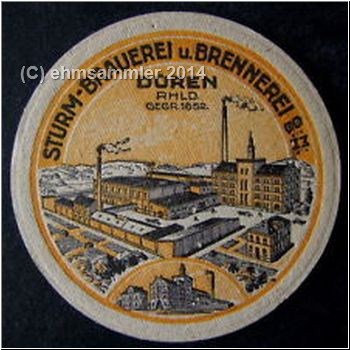 (C) ehmsammler 2014
STURM-BRAUEREI u. BRENNEREI G.M.B.H.
DÜREN
RHLD.
GEGR. 1852.